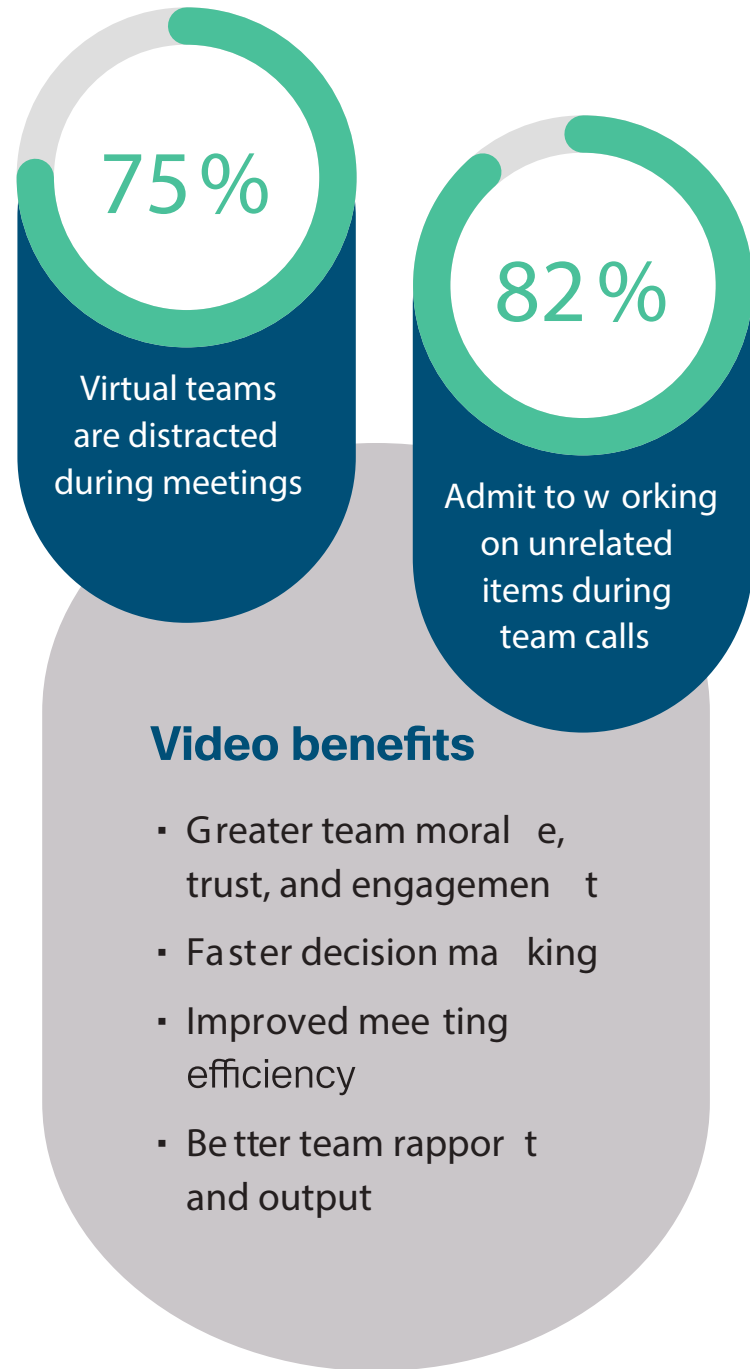 75%
Virtual teams
are distracted
during meetings
82%
Admit to w orking
on unrelated
items during
team calls
Video benefits
▪ Greater team moral e,
trust, and engagemen t
▪ Faster decision ma king
▪ Improved mee ting
efficiency
▪ Be tter team rappor t
and output